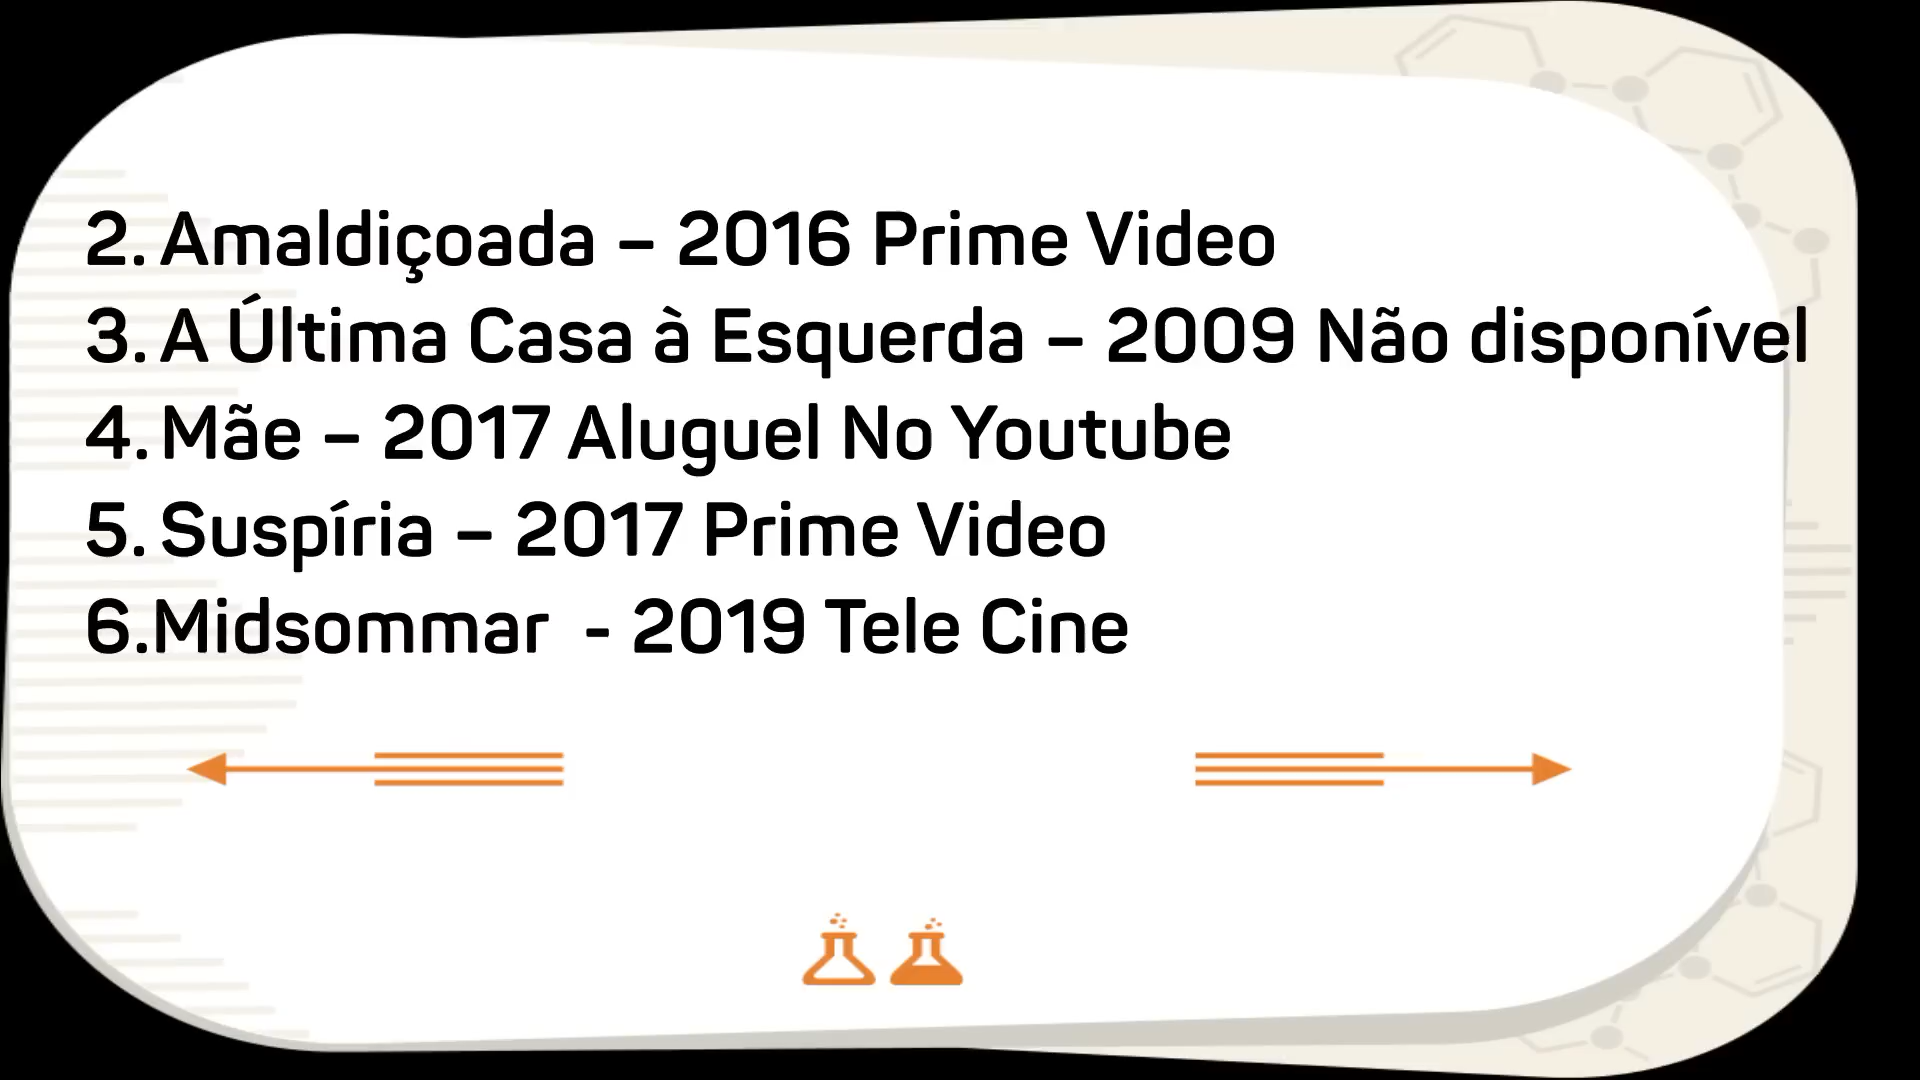 2. Amaldiçoada – 2016 Prime Video
3. A Última Casa à Esquerda – 2009 Não disponível
4. Mãe – 2017 Aluguel No Youtube
5. Suspíria – 2017 Prime Video
6.Midsommar  - 2019 Tele Cine